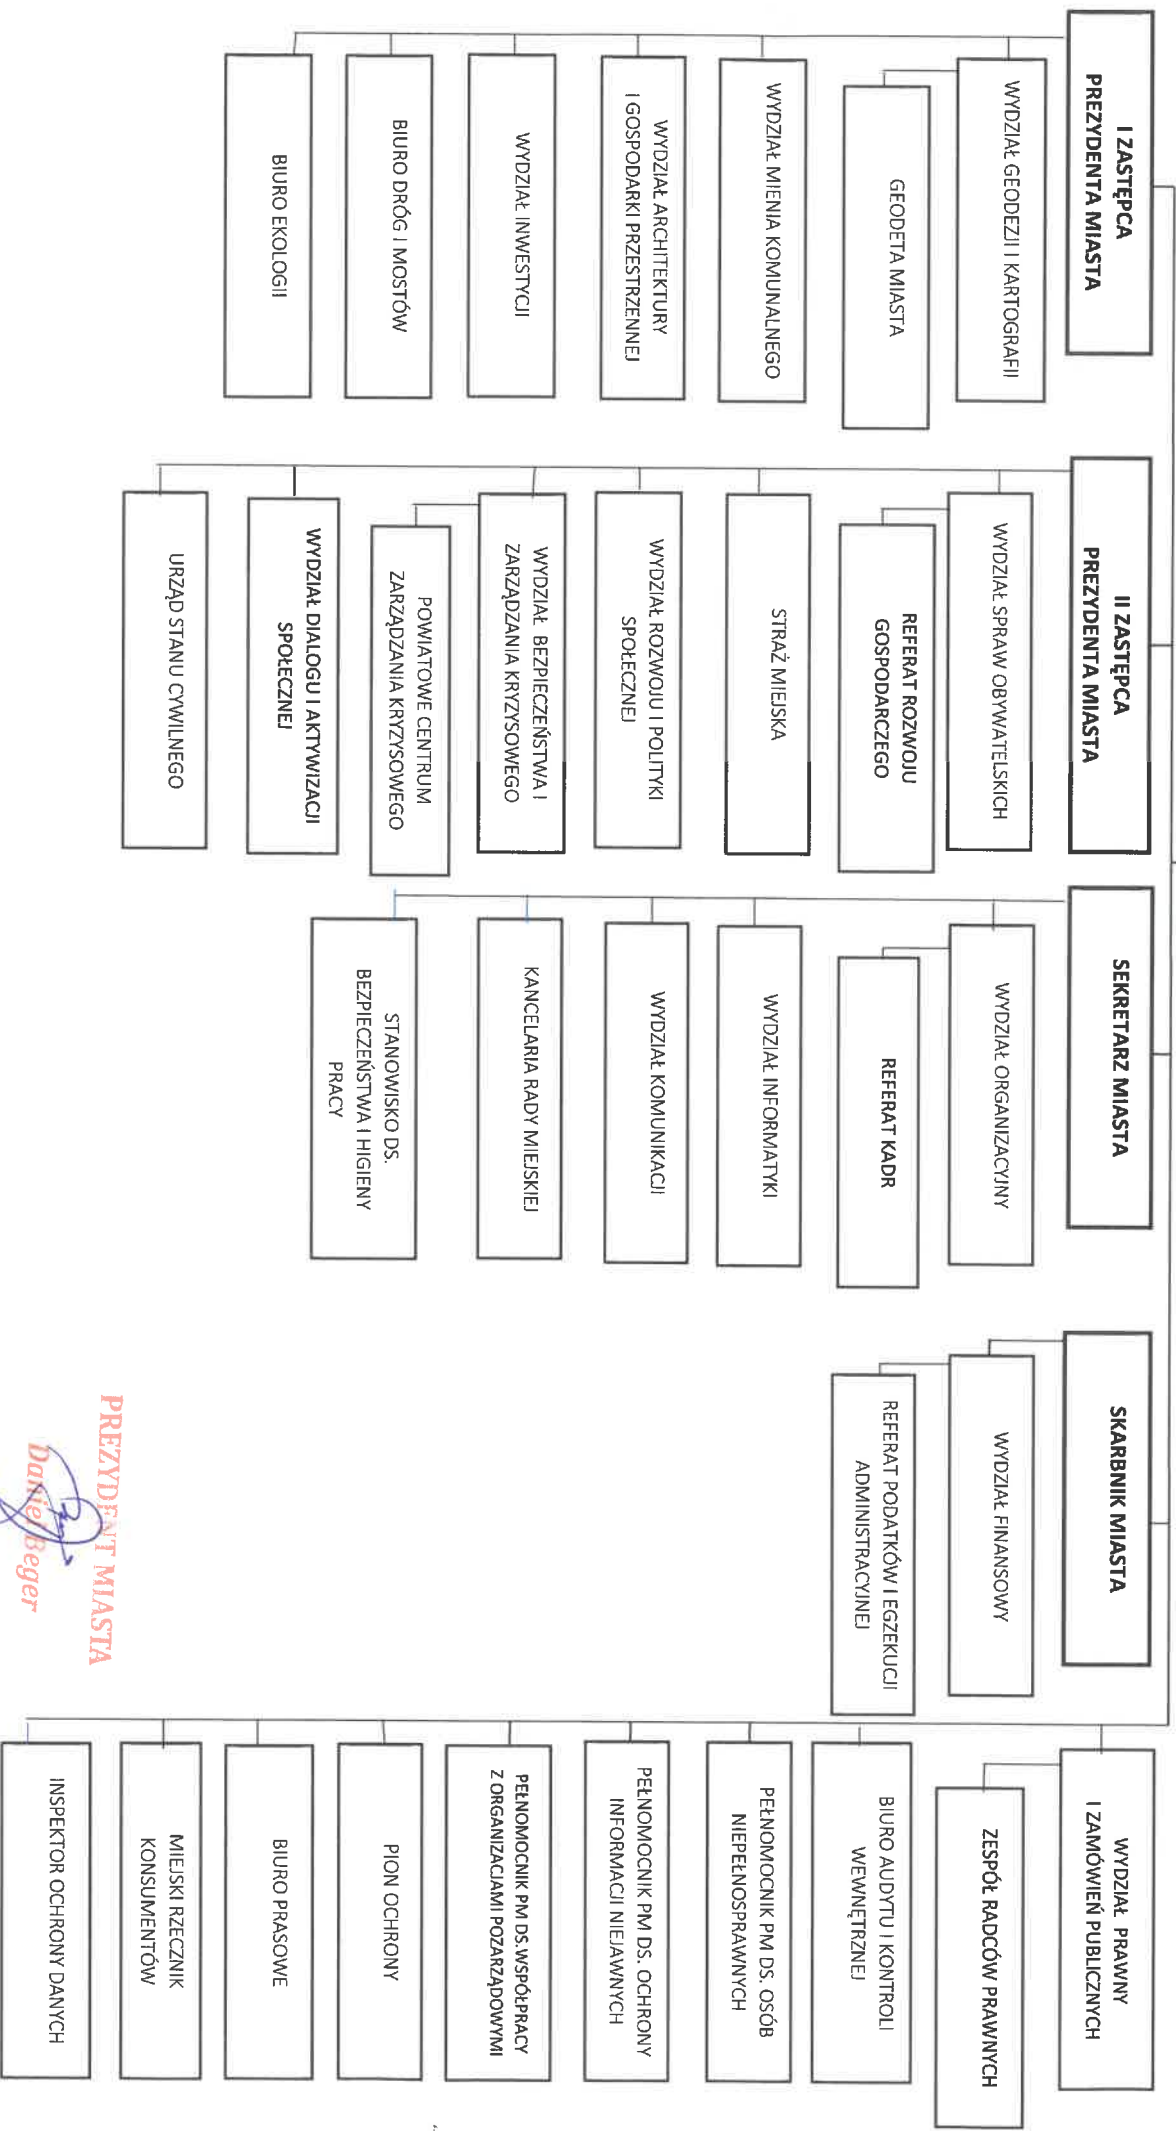 I ZASTĘPCA
PREZYDENTA MIASTA
WYDZIAŁ GEODEZJI I KARTOGRAFII
GEODETA MIASTA
WYDZIAŁ MIENIA KOMUNALNEGO
WYDZIAŁ ARCHITEKTURY
I GOSPODARKI PRZESTRZENNEJ
WYDZIAŁ INWESTYCJI
BIURO DRÓG I MOSTÓW
BIURO EKOLOGII
II ZASTĘPCA
PREZYDENTA MIASTA
WYDZIAŁ SPRAW OBYWATELSKICH
REFERAT ROZWOJU
GOSPODARCZEGO
STRAŻ MIEJSKA
WYDZIAŁ ROZWOJU I POLITYKI
SPOŁECZNEJ
WYDZIAŁ BEZPIECZEŃSTWA I
ZARZĄDZANIA KRYZYSOWEGO
POWIATOWE CENTRUM
ZARZĄDZANIA KRYZYSOWEGO
WYDZIAŁ DIALOGU I AKTYWIZACJI
SPOŁECZNEJ
URZĄD STANU CYWILNEGO
SEKRETARZ MIASTA
WYDZIAŁ ORGANIZACYJNY
REFERAT KADR
WYDZIAŁ INFORMATYKI
WYDZIAŁ KOMUNIKACJI
KANCELARIA RADY MIEJSKIEJ
STANOWISKO DS.
BEZPIECZEŃSTWA I HIGIENY
PRACY
SKARBNIK MIASTA
WYDZIAŁ FINANSOWY
REFERAT PODATKÓW I EGZEKUCJI
ADMINISTRACYJNEJ
WYDZIAŁ PRAWNY
I ZAMÓWIEŃ PUBLICZNYCH
ZESPÓŁ RADCÓW PRAWNYCH
BIURO AUDYTU I KONTROLI
WEWNĘTRZNEJ
PEŁNOMOCNIK PM DS. OSÓB
NIEPEŁNOSPRAWNYCH
PEŁNOMOCNIK PM DS. OCHRONY
INFORMACJI NIEJAWNYCH
PEŁNOMOCNIK PM DS.WSPÓŁPRACY
Z ORGANIZACJAMI POZARZĄDOWYMI
PION OCHRONY
BIURO PRASOWE
MIEJSKI RZECZNIK
KONSUMENTÓW
INSPEKTOR OCHRONY DANYCH
PREZYDENT MIASTA
Daniel Beger